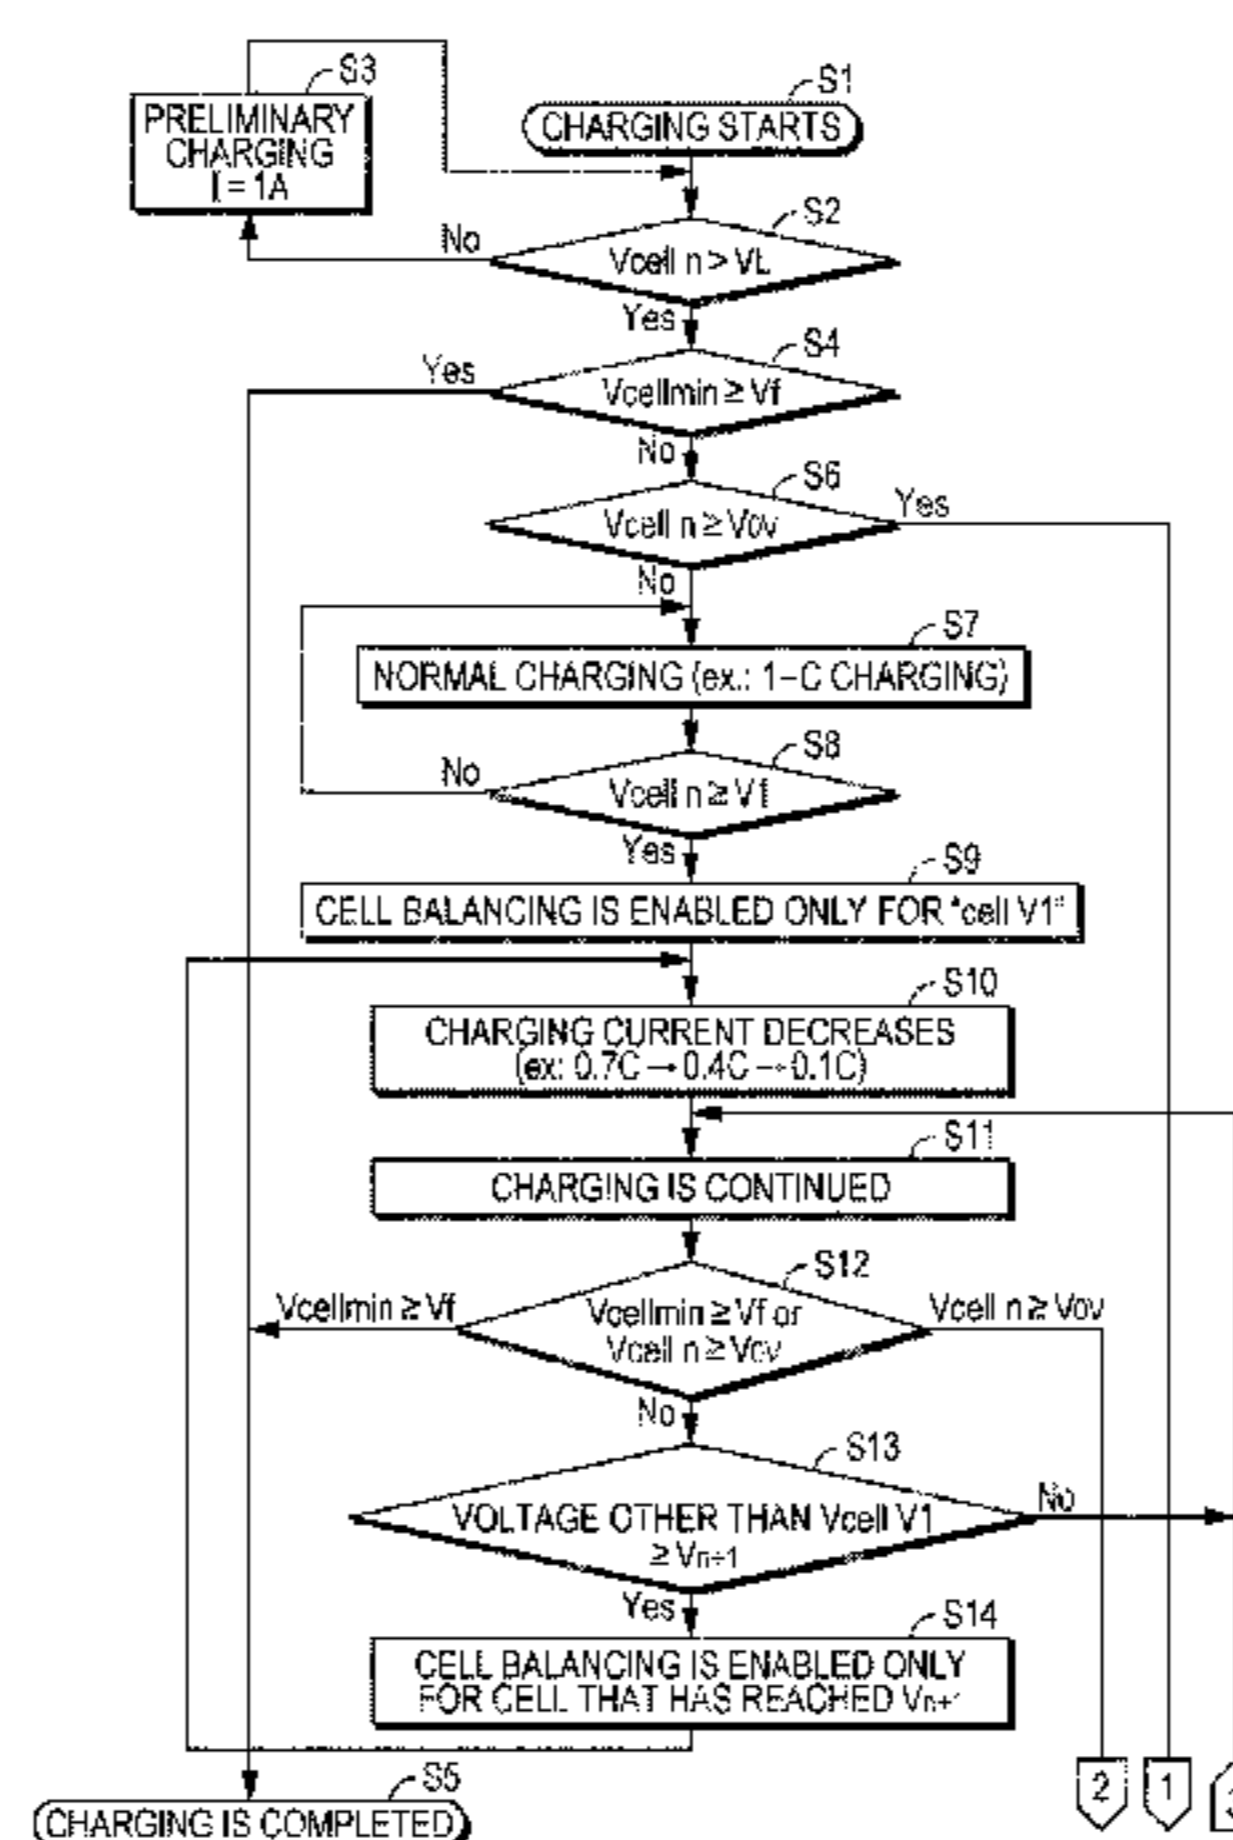 S3
S1
PRELIMINARY
CHARGING
I = 1A
CHARGING STARTS
S2
No
Vcell n > VL
Yes
S4
Yes
Vcellmin ≥ Vf
No
S6
Yes
Vcell n ≥ Vov
No
S7
NORMAL CHARGING (ex.: 1-C CHARGING)
S8
No
Vcell n ≥ V1
Yes
S9
CELL BALANCING IS ENABLED ONLY FOR "cell V1"
S10
CHARGING CURRENT DECREASES
(ex: 0.7C → 0.4C → 0.1C)
S11
CHARGING IS CONTINUED
S12
Vcellmin ≥ Vf
Vcellmin ≥ Vf or
Vcell n ≥ Vov
Vcell n ≥ Vov
No
S13
No
VOLTAGE OTHER THAN Vcell V1
≥ Vn+1
Yes
S14
CELL BALANCING IS ENABLED ONLY
FOR CELL THAT HAS REACHED Vn+1
S5
CHARGING IS COMPLETED
2
1